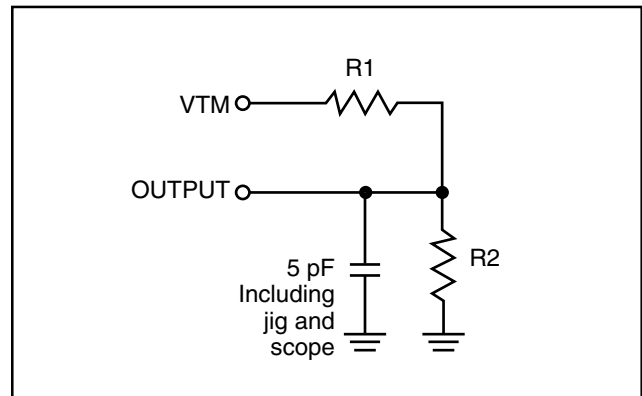 R1
VTM
OUTPUT
R2
5 pF
Including
jig and
scope